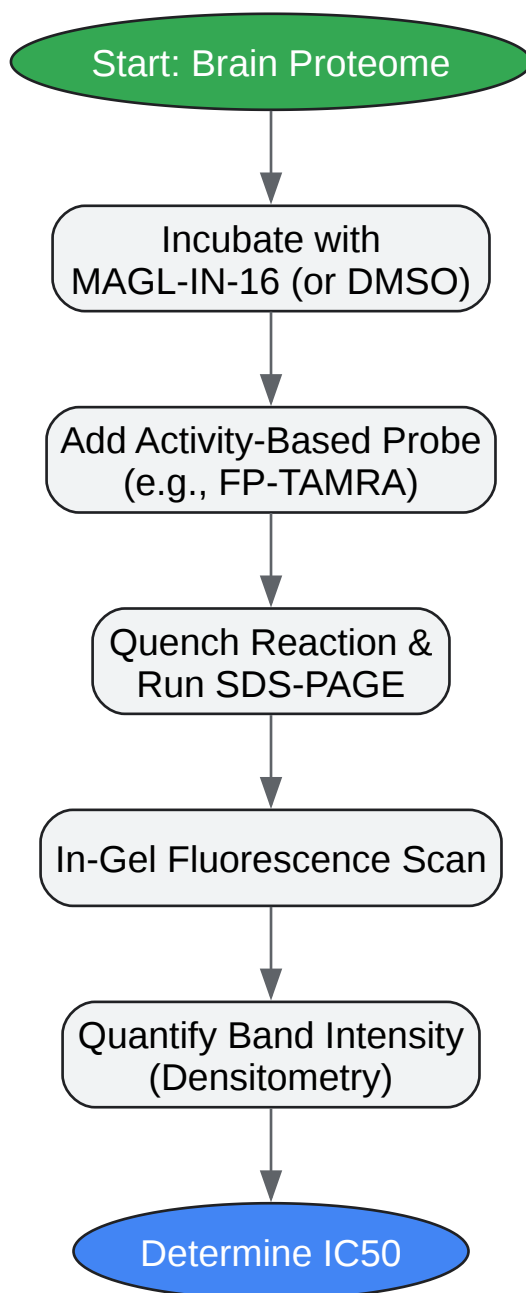 Start: Brain Proteome
Incubate with
MAGL-IN-16 (or DMSO)
Add Activity-Based Probe
(e.g., FP-TAMRA)
Quench Reaction &
Run SDS-PAGE
In-Gel Fluorescence Scan
Quantify Band Intensity
(Densitometry)
Determine IC50